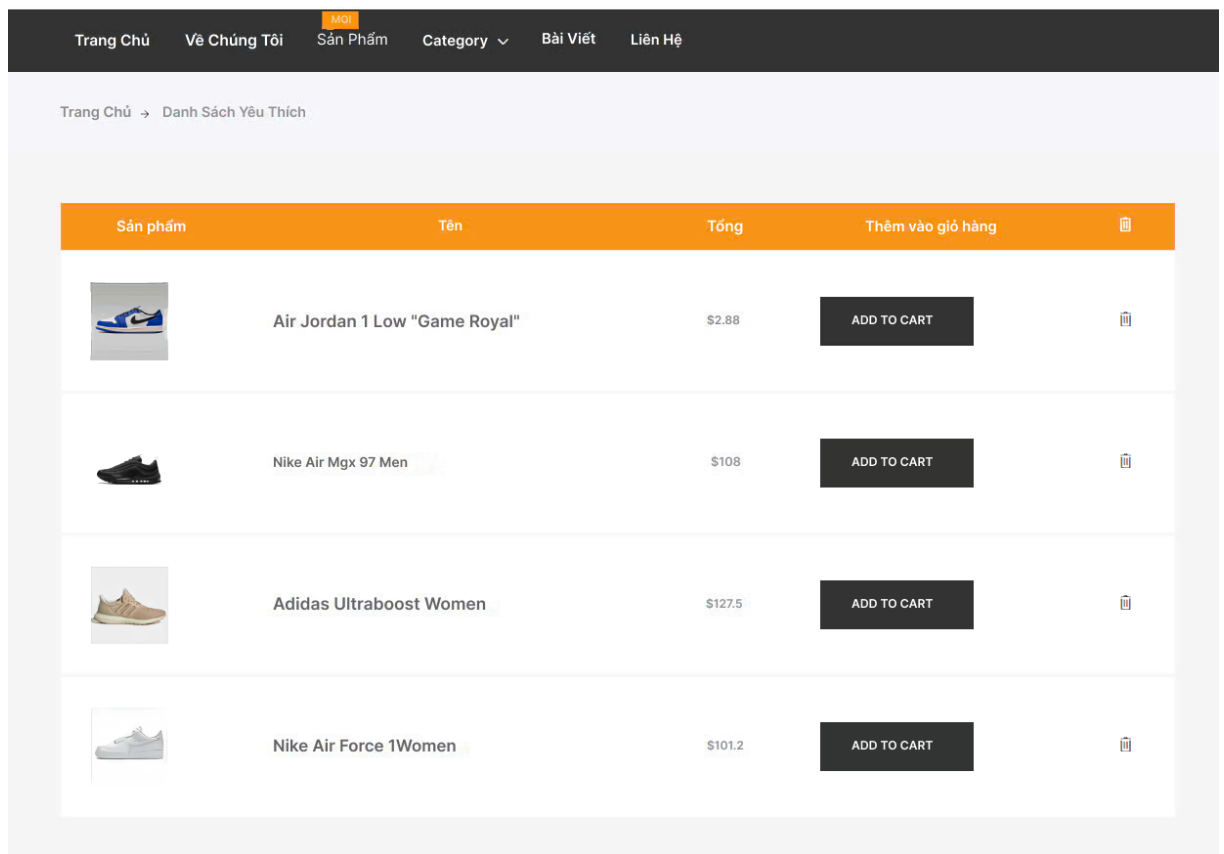 MỌI
Trang Chủ Về Chúng Tôi Sản Phẩm Category Bài Viết Liên Hệ
Trang Chủ → Danh Sách Yêu Thích
Sản phẩm Tên Tổng Thêm vào giỏ hàng
Air Jordan 1 Low "Game Royal" $2.88 ADD TO CART
Nike Air Mgx 97 Men $108 ADD TO CART
Adidas Ultraboost Women $127.5 ADD TO CART
Nike Air Force 1Women $101.2 ADD TO CART